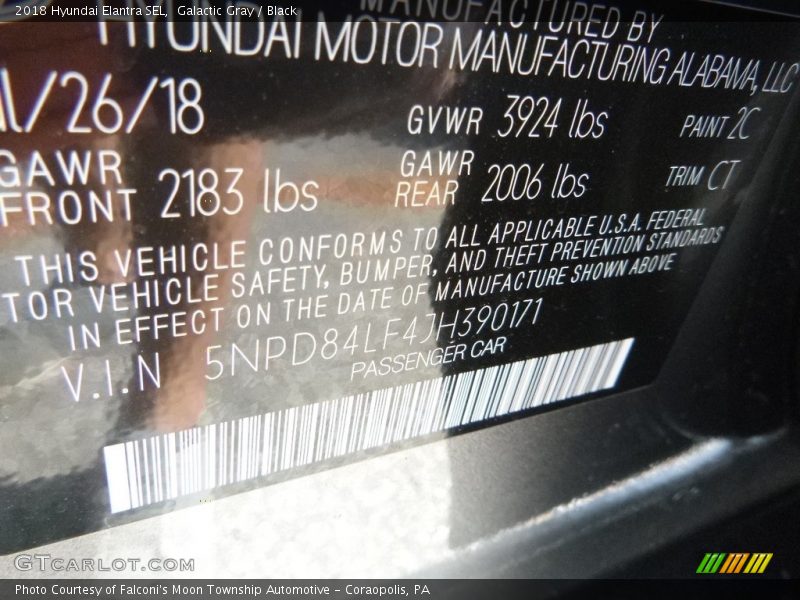 2018 Hyundai Elantra SEL, Galactic Gray / Black
MANUFACTURED BY
HYUNDAI MOTOR MANUFACTURING ALABAMA, LLC
/26/18
GVWR 3924 lbs
PAINT 2C
GAWR FRONT 2183 lbs
GAWR REAR 2006 lbs
TRIM CT
THIS VEHICLE CONFORMS TO ALL APPLICABLE U.S.A. FEDERAL
TOR VEHICLE SAFETY, BUMPER, AND THEFT PREVENTION STANDARDS
IN EFFECT ON THE DATE OF MANUFACTURE SHOWN ABOVE
V.I.N 5NPD84LF4JH390171
PASSENGER CAR
GTCARLOT.COM
Photo Courtesy of Falconi's Moon Township Automotive - Coraopolis, PA